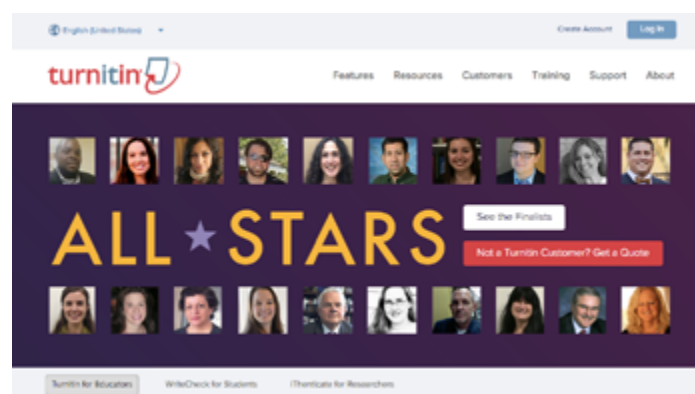 English (United States)
Create Account
Log In
turnitin
Features
Resources
Customers
Training
Support
About
ALL STARS
See the Finalists
Not a Turnitin Customer? Get a Quote
Turnitin for Educators
WriteCheck for Students
iThenticate for Researchers